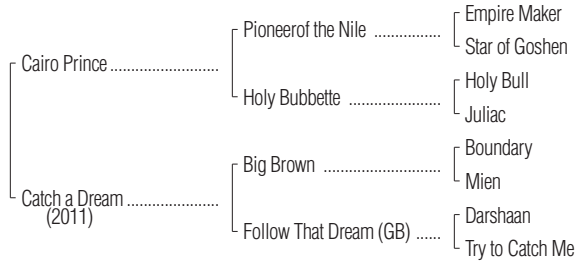 Cairo Prince
Catch a Dream
(2011)
Pioneerof the Nile
Holy Bubbette
Big Brown
Follow That Dream (GB)
Empire Maker
Star of Goshen
Holy Bull
Juliac
Boundary
Mien
Darshaan
Try to Catch Me